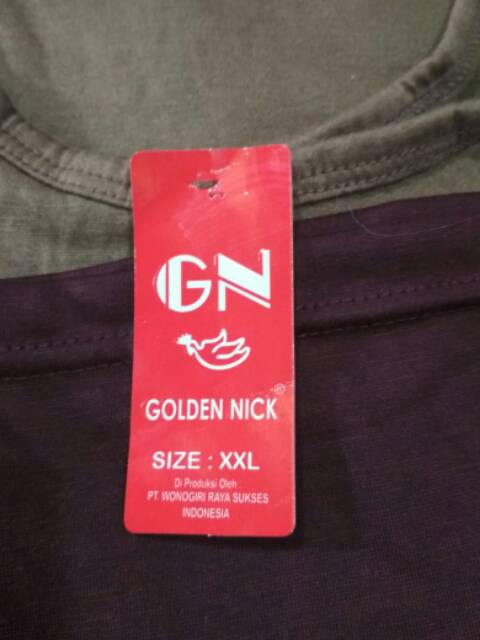 GN
GOLDEN NICK®
SIZE : XXL
Di Produksi Oleh :
PT. WONOGIRI RAYA SUKSES
INDONESIA